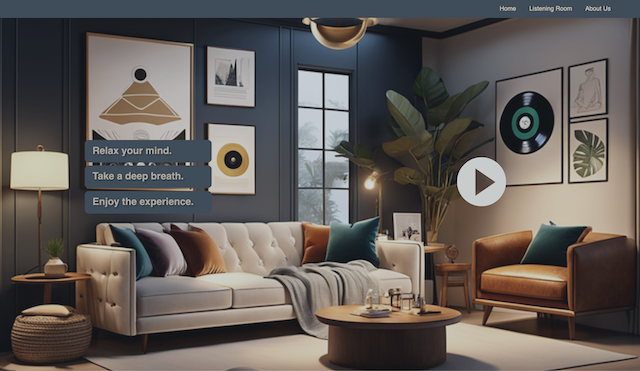 Home Listening Room About Us
Relax your mind.
Take a deep breath.
Enjoy the experience.